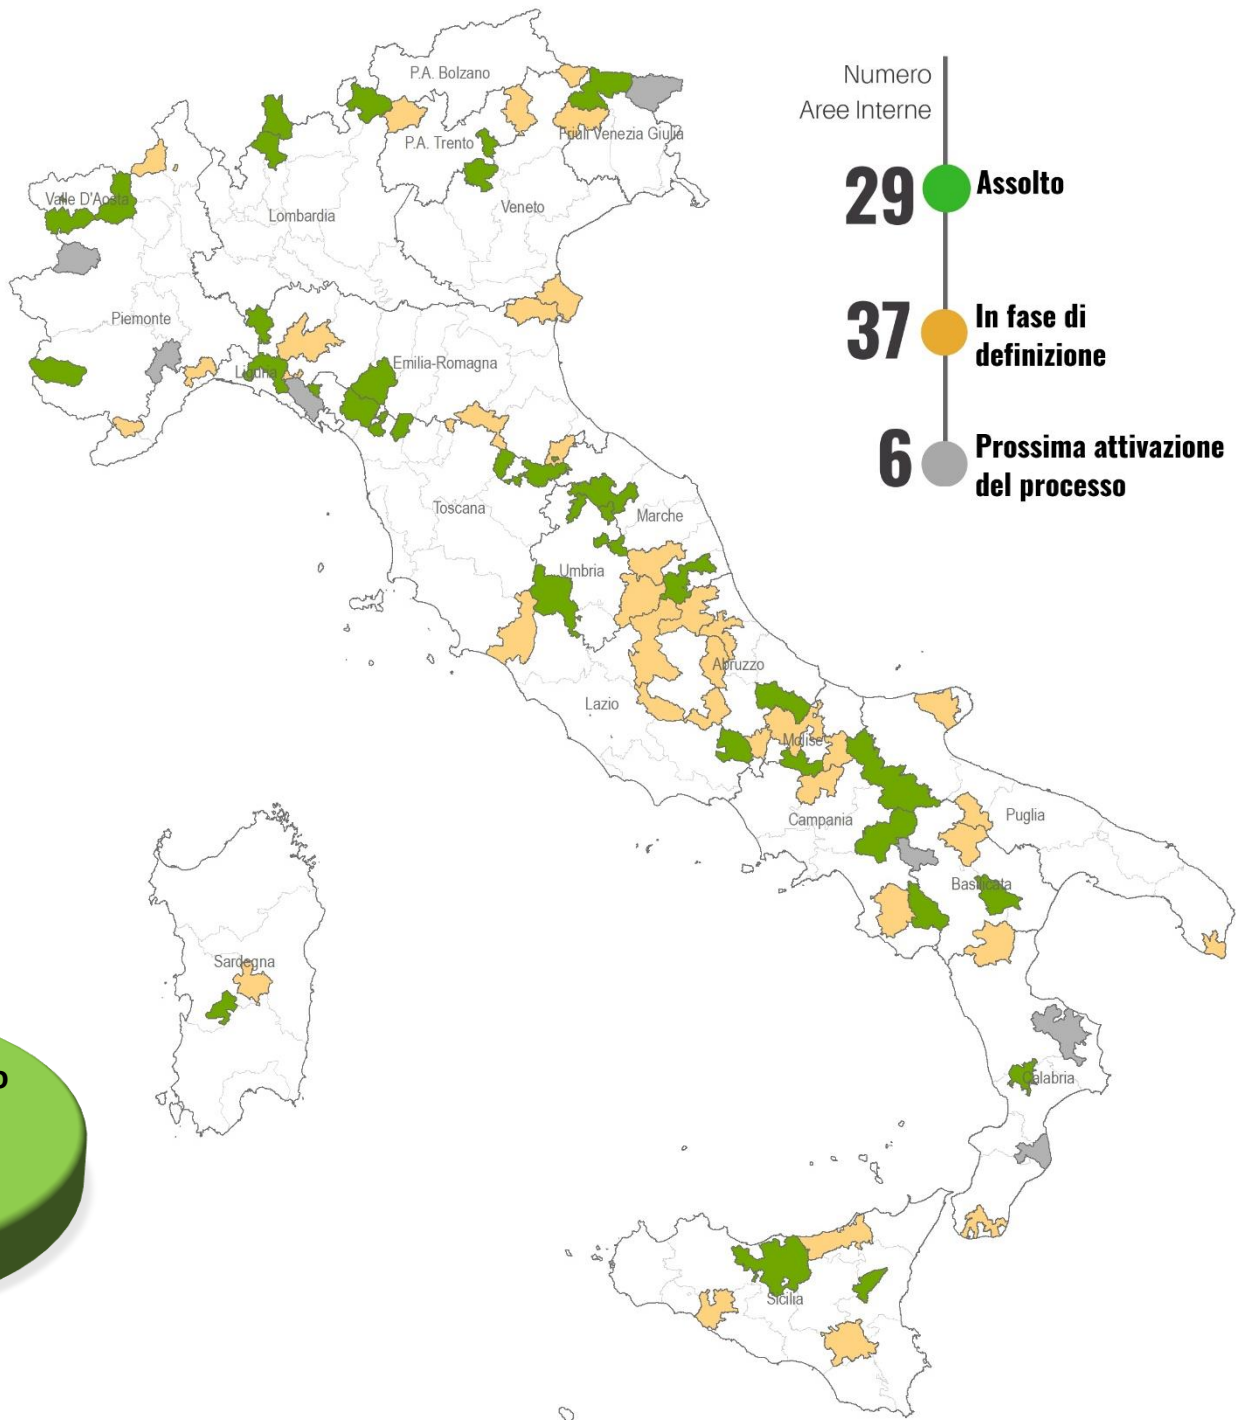 P.A. Bolzano
P.A. Trento
Friuli Venezia Giulia
Valle D'Aosta
Lombardia
Veneto
Piemonte
Liguria
Emilia-Romagna
Toscana
Marche
Umbria
Abruzzo
Lazio
Molise
Campania
Puglia
Basilicata
Sardegna
Calabria
Sicilia
Numero
Aree Interne
29 Assolto
37 In fase di
definizione
6 Prossima attivazione
del processo